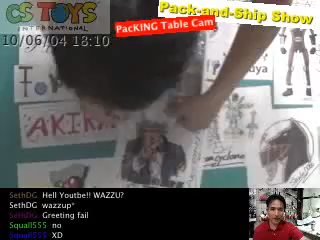 CS TOYS
INTERNATIONAL
Pack-and-Ship Show
PacKING Table Cam
10/06/04 18:10
AKIRA
SethDG Hell Youtbe!! WAZZU?
SethDG wazzup*
SethDG Greeting fail
Squall555 no
Squall555 XD